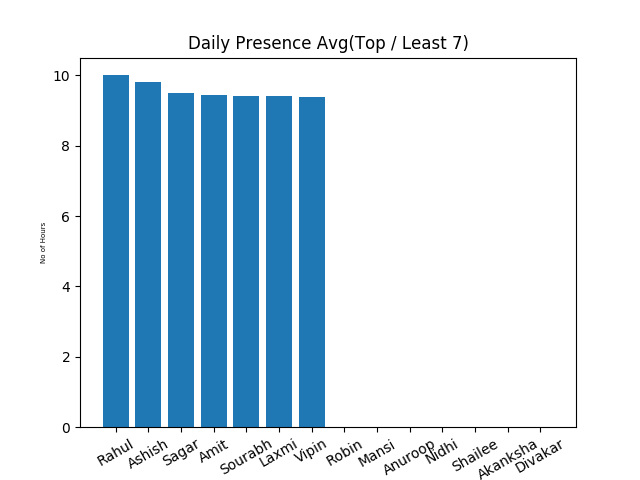 Daily Presence Avg(Top / Least 7)
10
8
6
4
2
0
No of Hours
Rahul
Ashish
Sagar
Amit
Sourabh
Laxmi
Vipin
Robin
Mansi
Anuroop
Nidhi
Shailee
Akanksha
Divakar